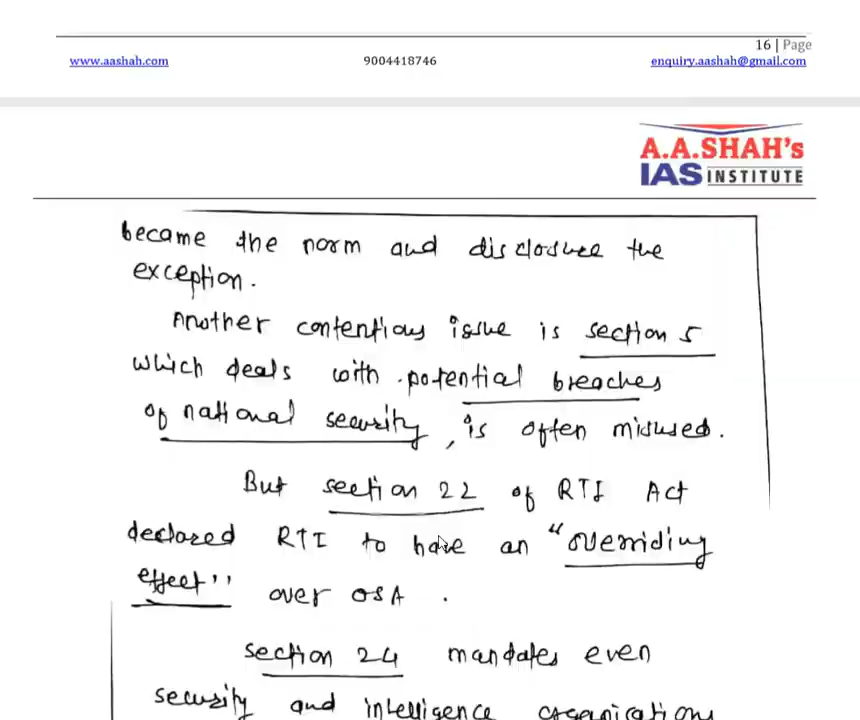 16 | Page
www.aashah.com 9004418746 enquiry.aashah@gmail.com
A.A.SHAH's
IAS INSTITUTE
became the norm and disclosure the
exception.
Another contentious issue is section 5
which deals with potential breaches
of national security, is often misused.
But section 22 of RTI Act
declared RTI to have an "overriding
effect" over OSA.
section 24 mandates even
security and intelligence organisations